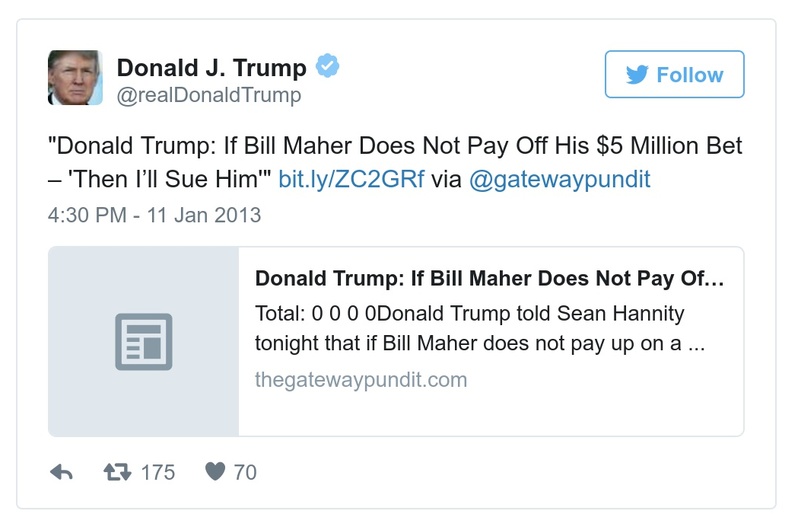 Donald J. Trump
@realDonaldTrump
Follow
"Donald Trump: If Bill Maher Does Not Pay Off His $5 Million Bet
– 'Then I’ll Sue Him'" bit.ly/ZC2GRf via @gatewaypundit
4:30 PM - 11 Jan 2013
Donald Trump: If Bill Maher Does Not Pay Of...
Total: 0 0 0 0Donald Trump told Sean Hannity
tonight that if Bill Maher does not pay up on a ...
thegatewaypundit.com
175
70